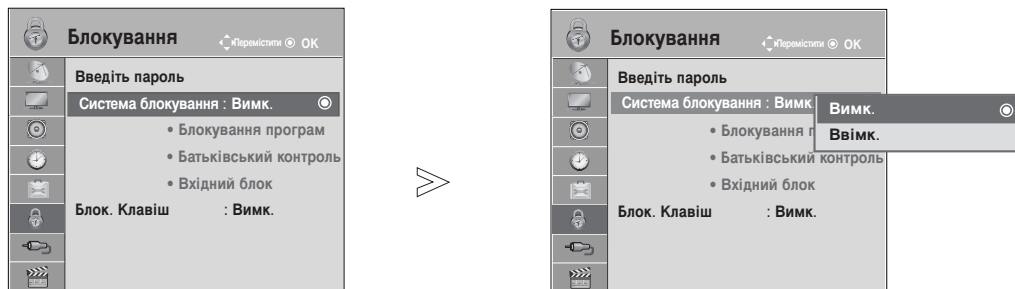 Блокування Перемістити OK
Введіть пароль
Система блокування : Вимк.
• Блокування програм
• Батьківський контроль
• Вхідний блок
Блок. Клавіш : Вимк.
Блокування Перемістити OK
Введіть пароль
Система блокування : Вимк
• Блокування
• Батьківський контроль
• Вхідний блок
Блок. Клавіш : Вимк.
Вимк.
Ввімк.